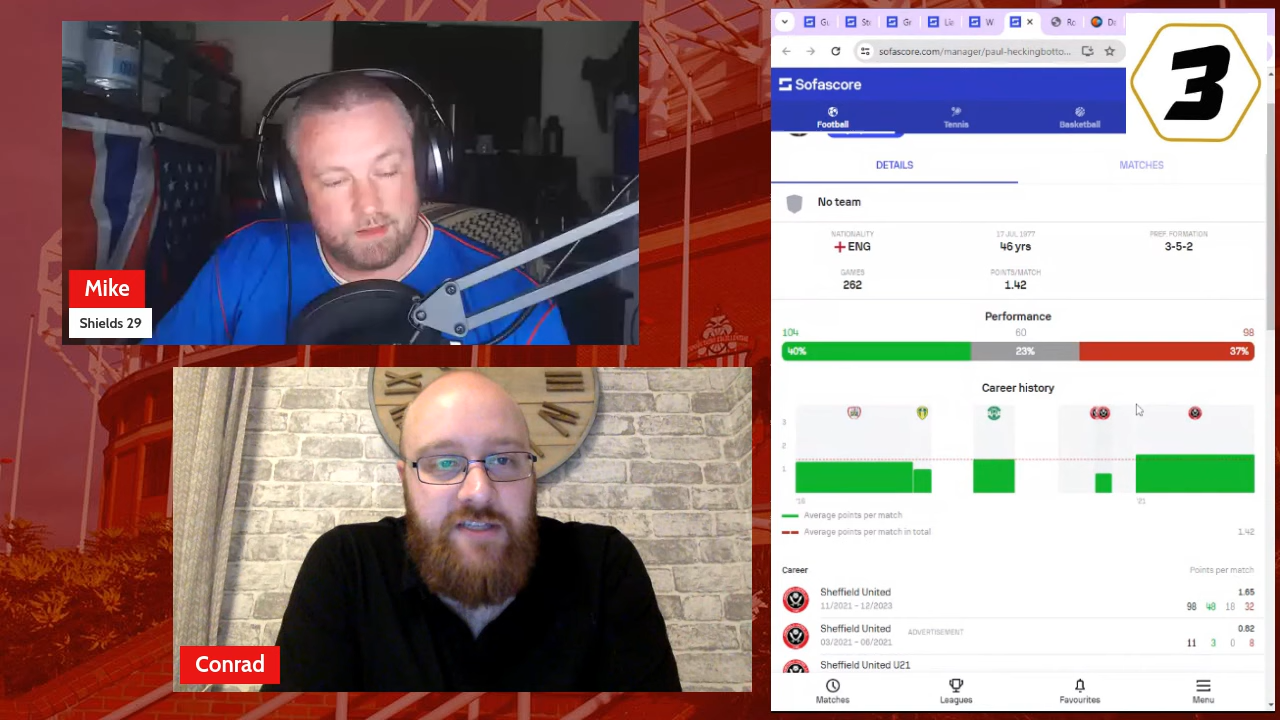 Mike
Shields 29
Conrad
3
sofascore.com/manager/paul-heckingbotto...
Sofascore
Football
Tennis
Basketball
DETAILS
MATCHES
No team
NATIONALITY
17 JUL 1977
PREF. FORMATION
ENG
46 yrs
3-5-2
GAMES
POINTS/MATCH
262
1.42
Performance
104
60
98
40%
23%
37%
Career history
3
2
1
'21
Average points per match
Average points per match in total
1.42
Career
Points per match
Sheffield United
1.65
11/2021 - 12/2023
98 48 18 32
Sheffield United
ADVERTISEMENT
0.82
03/2021 - 06/2021
11 3 0 8
Sheffield United U21
Matches
Leagues
Favourites
Menu